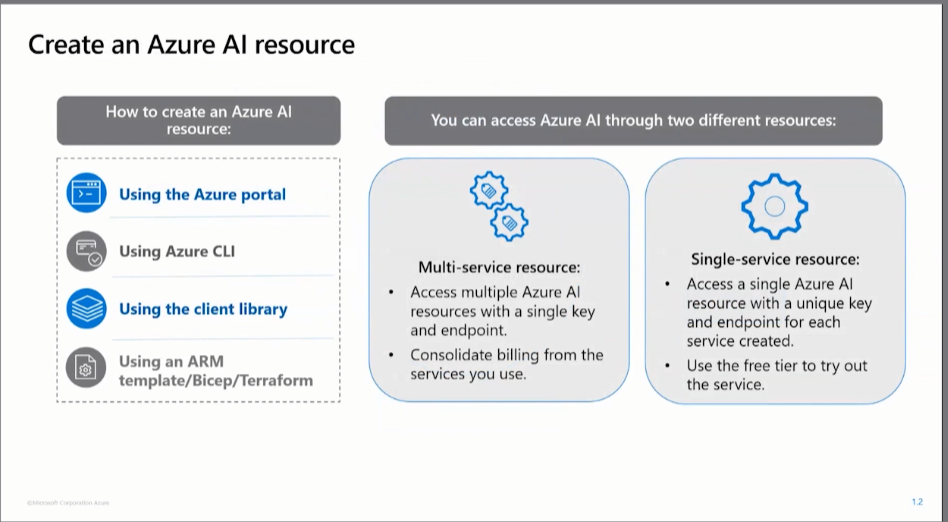 Create an Azure AI resource
How to create an Azure AI
resource:
Using the Azure portal
Using Azure CLI
Using the client library
Using an ARM
template/Bicep/Terraform
You can access Azure AI through two different resources:
Multi-service resource:
• Access multiple Azure AI
resources with a single key
and endpoint.
• Consolidate billing from the
services you use.
Single-service resource:
• Access a single Azure AI
resource with a unique key
and endpoint for each
service created.
• Use the free tier to try out
the service.
©Microsoft Corporation Azure
1.2